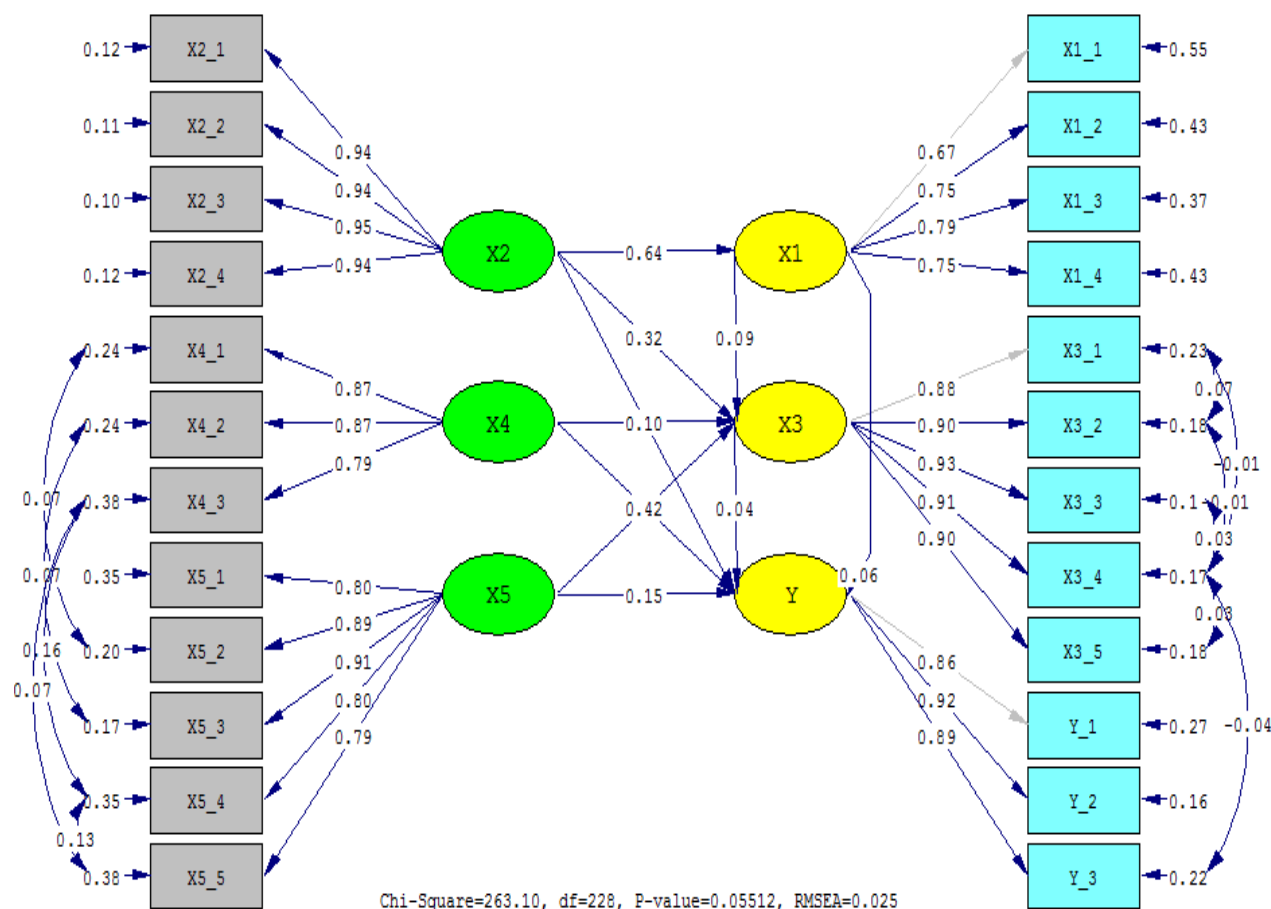 0.12 X2_1 X1_1 0.55
0.11 X2_2 0.94 0.67 X1_2 0.43
0.94 0.75
0.10 X2_3 0.95 0.79 X1_3 0.37
0.12 X2_4 0.94 X2 0.64 X1 0.75 X1_4 0.43
0.24 X4_1 0.32 0.09 X3_1 0.23
0.87 0.88 0.07
0.24 X4_2 0.87 X4 0.10 X3 0.90 X3_2 0.18
0.79 0.93 -0.01
0.07 0.38 X4_3 0.42 0.04 0.91 X3_3 0.1 -0.01
0.90 0.03
0.07 0.35 X5_1 0.80 X5 0.15 Y 0.06 X3_4 0.17
0.89 0.03
0.16 0.20 X5_2 0.91 0.86 X3_5 0.18
0.07 0.80 0.92
0.17 X5_3 0.79 0.89 Y_1 0.27 -0.04
0.35 X5_4 Y_2 0.16
0.13
0.38 X5_5 Y_3 0.22
Chi-Square=263.10, df=228, P-value=0.05512, RMSEA=0.025